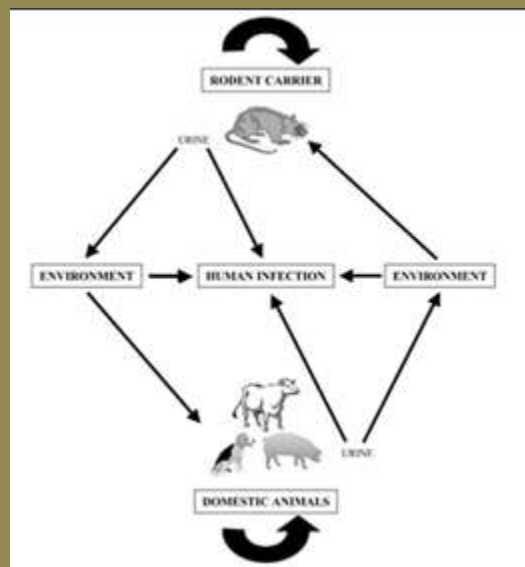 RODENT CARRIER
URINE
ENVIRONMENT
HUMAN INFECTION
ENVIRONMENT
URINE
DOMESTIC ANIMALS